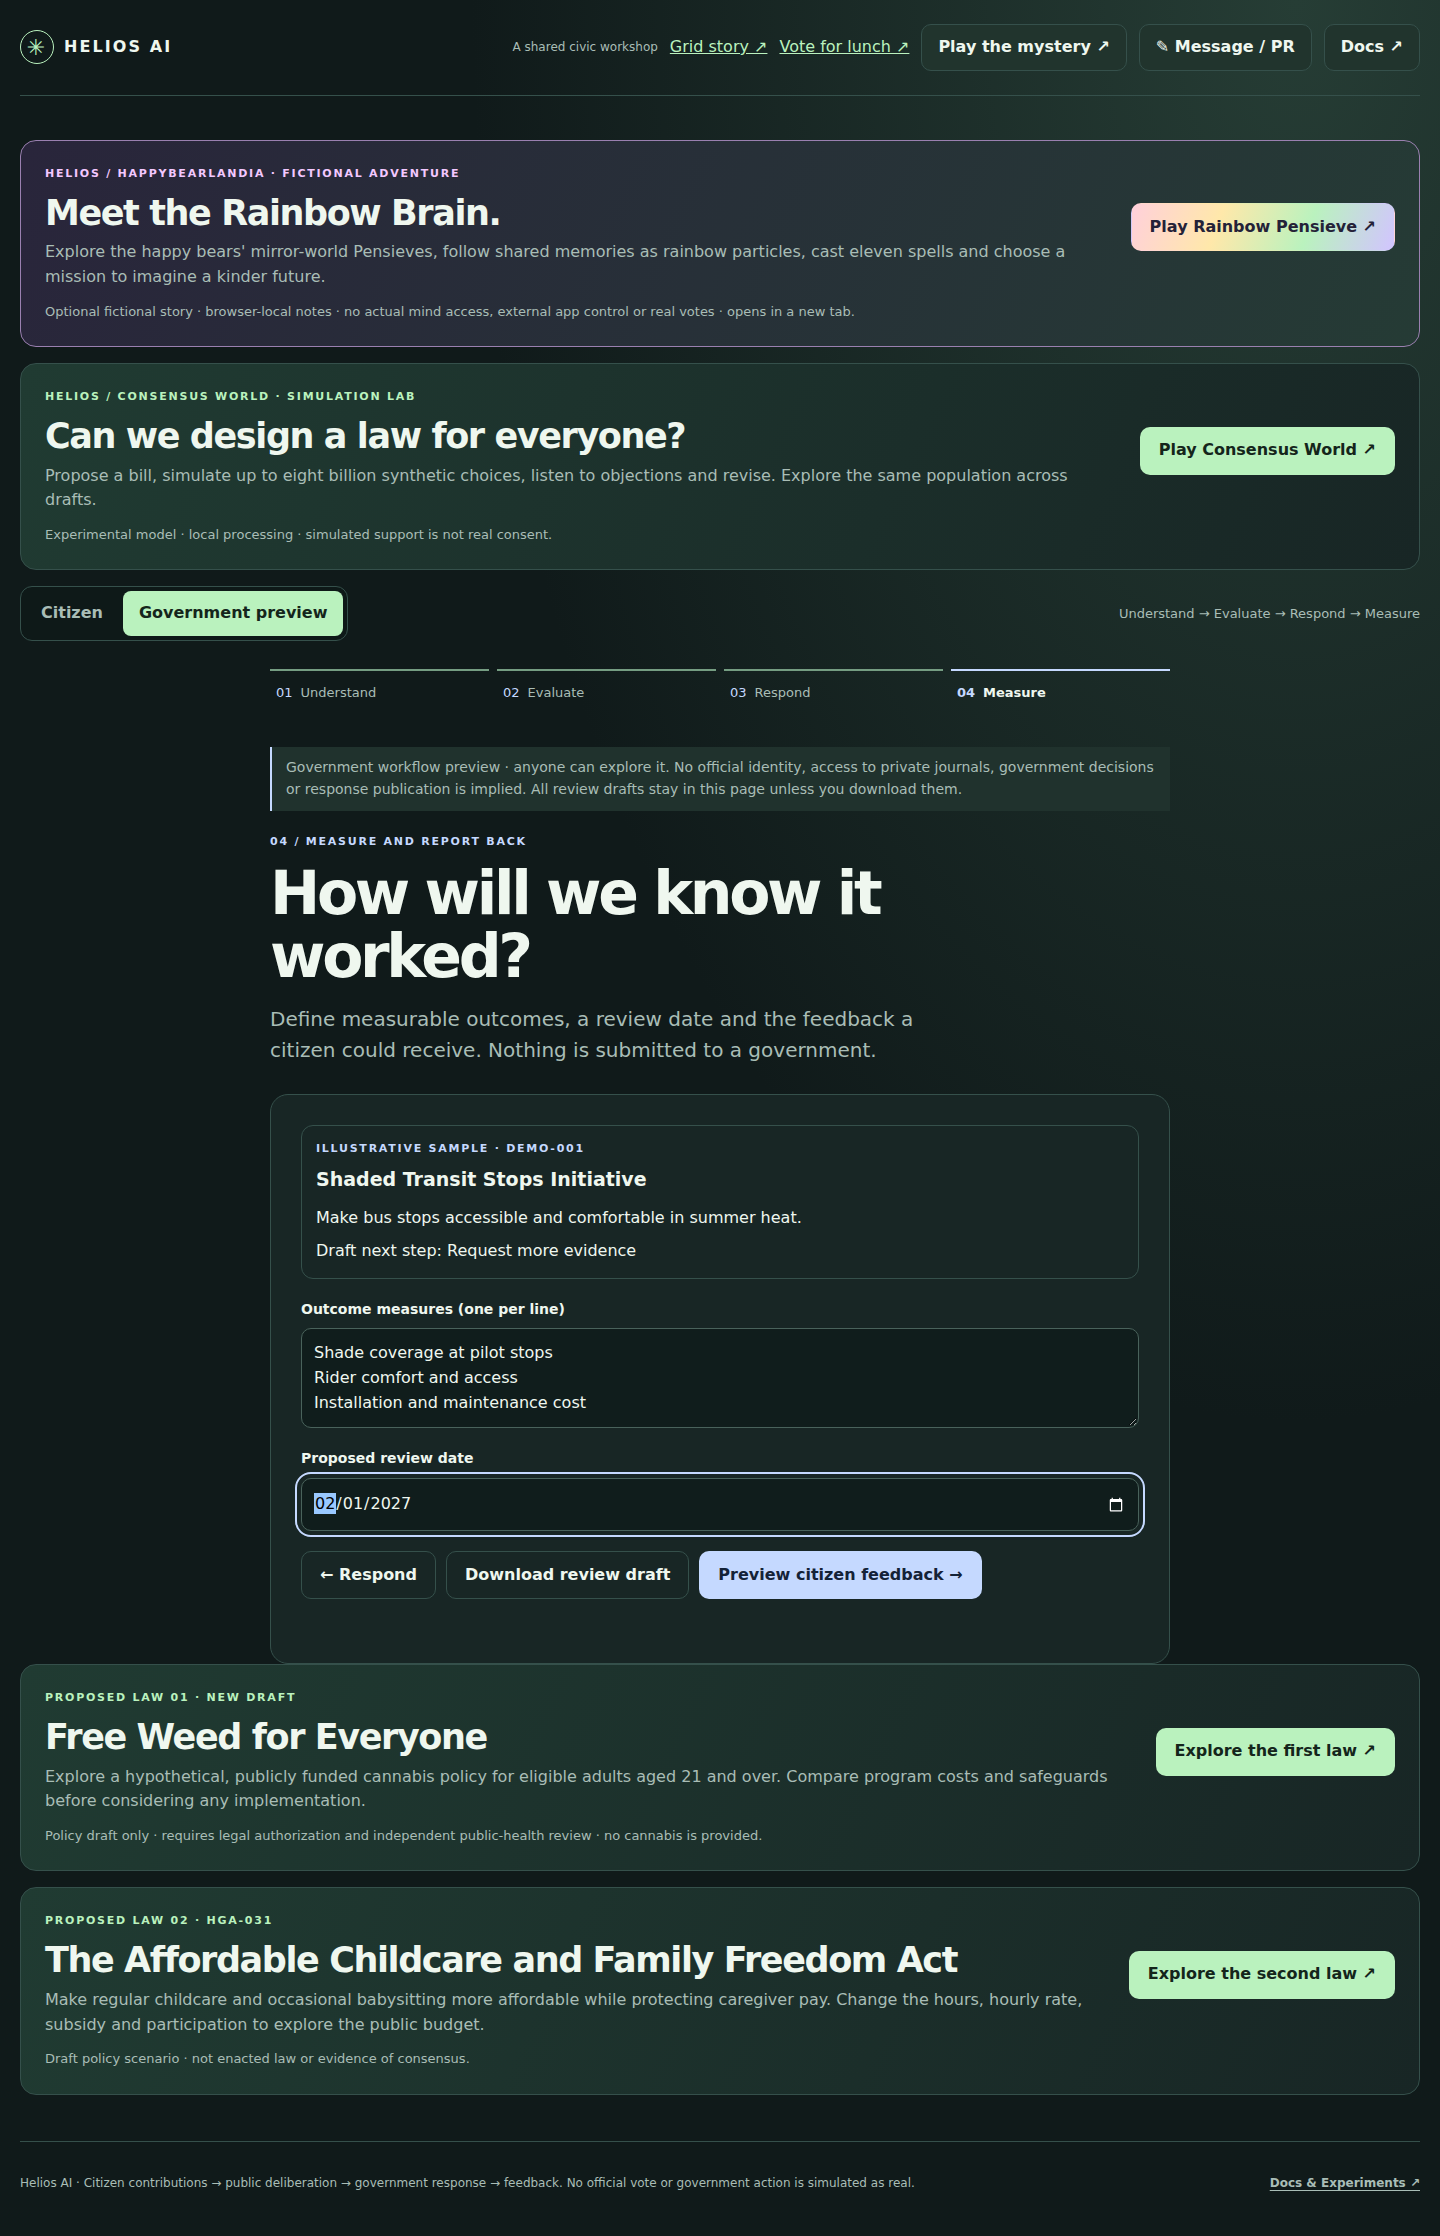 HELIOS AI
A shared civic workshop Grid story ↗ Vote for lunch ↗ Play the mystery ↗ ✎ Message / PR Docs ↗
HELIOS / HAPPYBEARLANDIA · FICTIONAL ADVENTURE
Meet the Rainbow Brain.
Explore the happy bears' mirror-world Pensieves, follow shared memories as rainbow particles, cast eleven spells and choose a
mission to imagine a kinder future.
Optional fictional story · browser-local notes · no actual mind access, external app control or real votes · opens in a new tab.
Play Rainbow Pensieve ↗
HELIOS / CONSENSUS WORLD · SIMULATION LAB
Can we design a law for everyone?
Propose a bill, simulate up to eight billion synthetic choices, listen to objections and revise. Explore the same population across
drafts.
Experimental model · local processing · simulated support is not real consent.
Play Consensus World ↗
Citizen Government preview
Understand → Evaluate → Respond → Measure
01 Understand
02 Evaluate
03 Respond
04 Measure
Government workflow preview · anyone can explore it. No official identity, access to private journals, government decisions
or response publication is implied. All review drafts stay in this page unless you download them.
04 / MEASURE AND REPORT BACK
How will we know it
worked?
Define measurable outcomes, a review date and the feedback a
citizen could receive. Nothing is submitted to a government.
ILLUSTRATIVE SAMPLE · DEMO-001
Shaded Transit Stops Initiative
Make bus stops accessible and comfortable in summer heat.
Draft next step: Request more evidence
Outcome measures (one per line)
Shade coverage at pilot stops
Rider comfort and access
Installation and maintenance cost
Proposed review date
02/01/2027
← Respond
Download review draft
Preview citizen feedback →
PROPOSED LAW 01 · NEW DRAFT
Free Weed for Everyone
Explore a hypothetical, publicly funded cannabis policy for eligible adults aged 21 and over. Compare program costs and safeguards
before considering any implementation.
Policy draft only · requires legal authorization and independent public-health review · no cannabis is provided.
Explore the first law ↗
PROPOSED LAW 02 · HGA-031
The Affordable Childcare and Family Freedom Act
Make regular childcare and occasional babysitting more affordable while protecting caregiver pay. Change the hours, hourly rate,
subsidy and participation to explore the public budget.
Draft policy scenario · not enacted law or evidence of consensus.
Explore the second law ↗
Helios AI · Citizen contributions → public deliberation → government response → feedback. No official vote or government action is simulated as real.
Docs & Experiments ↗